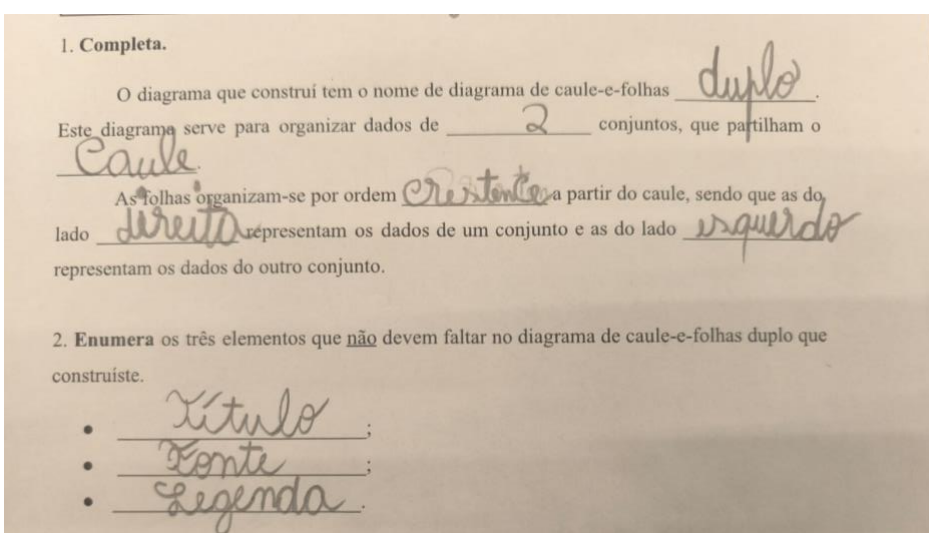 1. Completa.
O diagrama que construí tem o nome de diagrama de caule-e-folhas duplo.
Este diagrama serve para organizar dados de 2 conjuntos, que partilham o
Caule.
As folhas organizam-se por ordem crestente a partir do caule, sendo que as do
lado direito representam os dados de um conjunto e as do lado esquerdo
representam os dados do outro conjunto.
2. Enumera os três elementos que não devem faltar no diagrama de caule-e-folhas duplo que
construíste.
• Título;
• Fonte;
• Legenda.